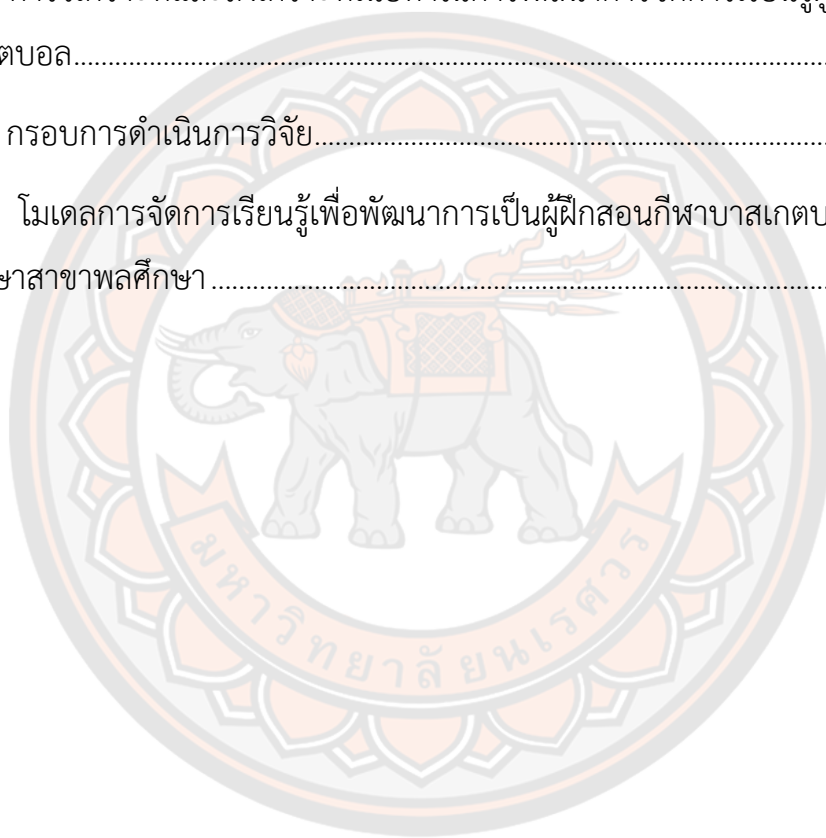 ตบอล
กรอบการดำเนินการวิจัย
โมเดลการจัดการเรียนรู้เพื่อพัฒนาการเป็นผู้ฝึกสอนกีฬาบาสเกตบ
ษาสาขาพลศึกษา
มหาวิทยาลัยนเรศวร